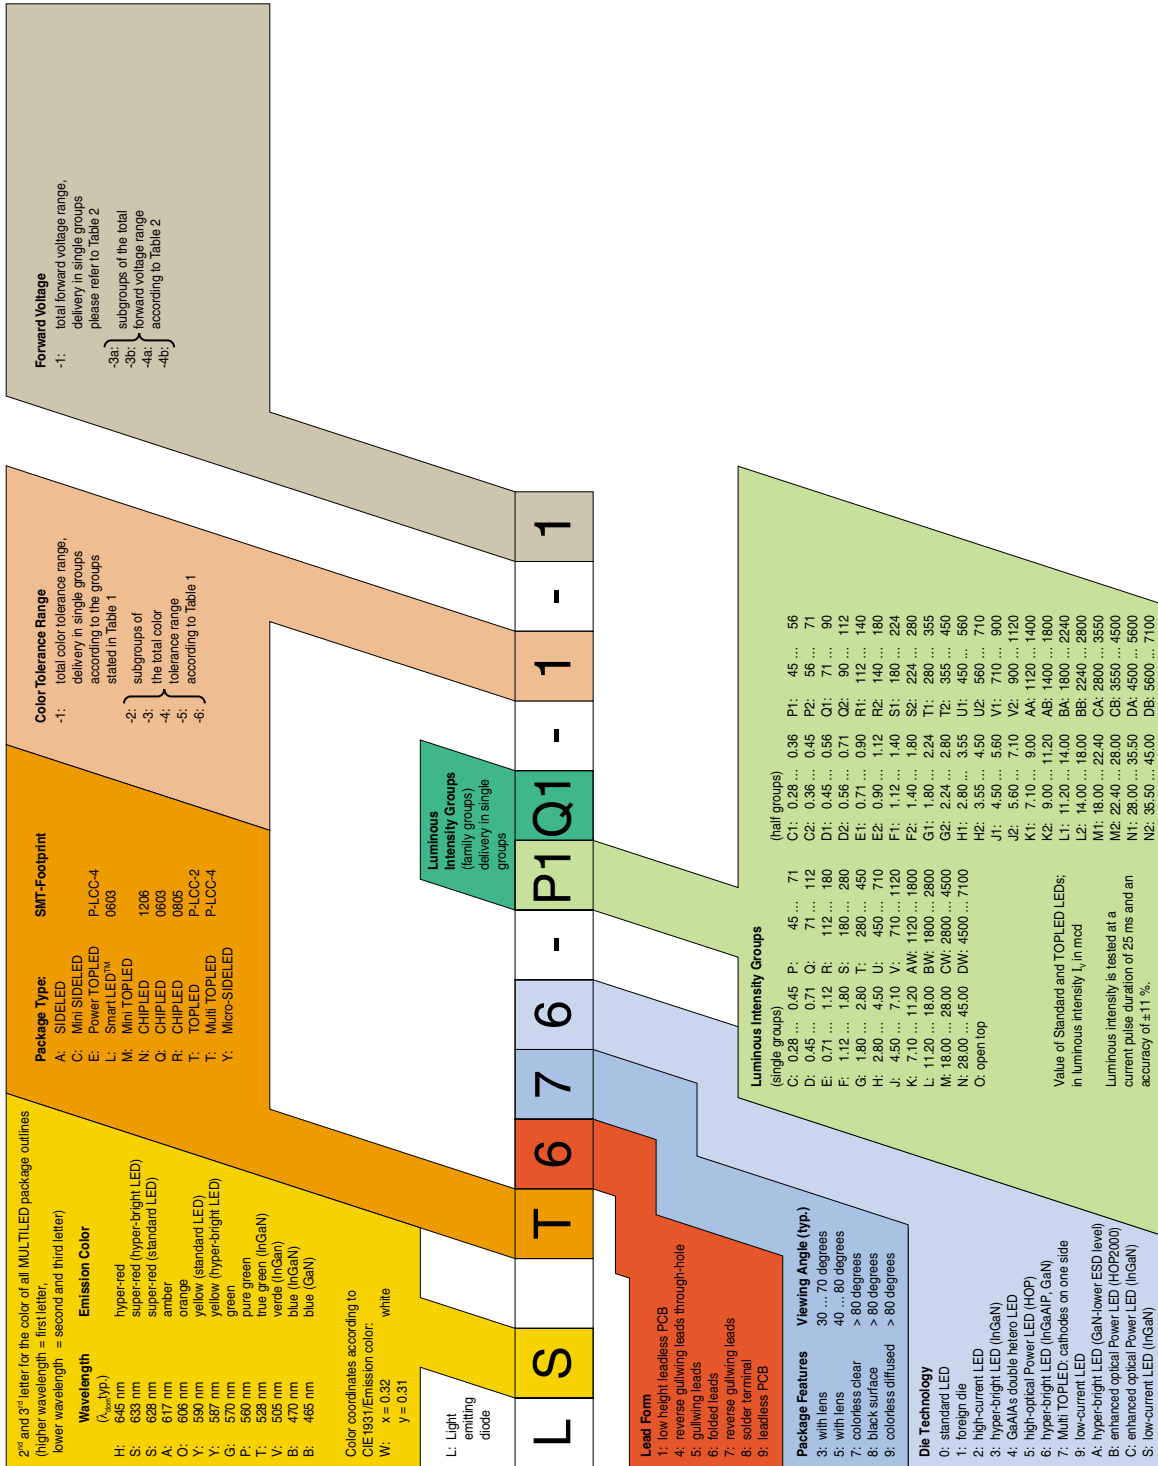 2nd and 3rd letter for the color of all MULTILED package outlines
(higher wavelength = first letter,
lower wavelength = second and third letter)
Wavelength Emission Color
(λdom typ.)
H: 645 nm hyper-red
S: 633 nm super-red (hyper-bright LED)
S: 628 nm super-red (standard LED)
A: 617 nm amber
O: 606 nm orange
Y: 590 nm yellow (standard LED)
Y: 587 nm yellow (hyper-bright LED)
G: 570 nm green
P: 560 nm pure green
T: 528 nm true green (InGaN)
V: 505 nm verde (InGan)
B: 470 nm blue (InGaN)
B: 465 nm blue (GaN)
Color coordinates according to
CIE1931/Emission color:
W: x = 0.32 white
y = 0.31
Package Type: SMT-Footprint
A: SIDELED
C: Mini SIDELED
E: Power TOPLED P-LCC-4
L: Smart LED™ 0603
M: Mini TOPLED
N: CHIPLED 1206
Q: CHIPLED 0603
R: CHIPLED 0805
T: TOPLED P-LCC-2
T: Multi TOPLED P-LCC-4
Y: Micro-SIDELED
Color Tolerance Range
-1: total color tolerance range,
delivery in single groups
according to the groups
stated in Table 1
-2: subgroups of
-3: the total color
-4: tolerance range
-5: according to Table 1
-6:
Forward Voltage
-1: total forward voltage range,
delivery in single groups
please refer to Table 2
-3a: subgroups of the total
-3b: forward voltage range
-4a: according to Table 2
-4b:
L: Light
emitting
diode
Luminous
Intensity Groups
(family groups)
delivery in single
groups
L S T 6 7 6 - P1 Q1 - 1 - 1
Lead Form
1: low height leadless PCB
4: reverse gullwing leads through-hole
5: gullwing leads
6: folded leads
7: reverse gullwing leads
8: solder terminal
9: leadless PCB
Package Features Viewing Angle (typ.)
3: with lens 30 ... 70 degrees
5: with lens 40 ... 80 degrees
7: colorless clear > 80 degrees
8: black surface > 80 degrees
9: colorless diffused > 80 degrees
Die Technology
0: standard LED
1: foreign die
2: high-current LED
3: hyper-bright LED (InGaN)
4: GaAlAs double hetero LED
5: high-optical Power LED (HOP)
6: hyper-bright LED (InGaAlP, GaN)
7: Multi TOPLED: cathodes on one side
9: low-current LED
A: hyper-bright LED (GaN-lower ESD level)
B: enhanced optical Power LED (HOP2000)
C: enhanced optical Power LED (InGaN)
S: low-current LED (InGaN)
Luminous Intensity Groups
(single groups) (half groups)
C: 0.28 ... 0.45 P: 45 ... 71 C1: 0.28 ... 0.36 P1: 45 ... 56
D: 0.45 ... 0.71 Q: 71 ... 112 C2: 0.36 ... 0.45 P2: 56 ... 71
E: 0.71 ... 1.12 R: 112 ... 180 D1: 0.45 ... 0.56 Q1: 71 ... 90
F: 1.12 ... 1.80 S: 180 ... 280 D2: 0.56 ... 0.71 Q2: 90 ... 112
G: 1.80 ... 2.80 T: 280 ... 450 E1: 0.71 ... 0.90 R1: 112 ... 140
H: 2.80 ... 4.50 U: 450 ... 710 E2: 0.90 ... 1.12 R2: 140 ... 180
J: 4.50 ... 7.10 V: 710 ... 1120 F1: 1.12 ... 1.40 S1: 180 ... 224
K: 7.10 ... 11.20 AW: 1120 ... 1800 F2: 1.40 ... 1.80 S2: 224 ... 280
L: 11.20 ... 18.00 BW: 1800 ... 2800 G1: 1.80 ... 2.24 T1: 280 ... 355
M: 18.00 ... 28.00 CW: 2800 ... 4500 G2: 2.24 ... 2.80 T2: 355 ... 450
N: 28.00 ... 45.00 DW: 4500 ... 7100 H1: 2.80 ... 3.55 U1: 450 ... 560
O: open top H2: 3.55 ... 4.50 U2: 560 ... 710
J1: 4.50 ... 5.60 V1: 710 ... 900
J2: 5.60 ... 7.10 V2: 900 ... 1120
K1: 7.10 ... 9.00 AA: 1120 ... 1400
K2: 9.00 ... 11.20 AB: 1400 ... 1800
L1: 11.20 ... 14.00 BA: 1800 ... 2240
L2: 14.00 ... 18.00 BB: 2240 ... 2800
M1: 18.00 ... 22.40 CA: 2800 ... 3550
M2: 22.40 ... 28.00 CB: 3550 ... 4500
N1: 28.00 ... 35.50 DA: 4500 ... 5600
N2: 35.50 ... 45.00 DB: 5600 ... 7100
Value of Standard and TOPLED LEDs;
in luminous intensity Iv in mcd
Luminous intensity is tested at a
current pulse duration of 25 ms and an
accuracy of ±11 %.